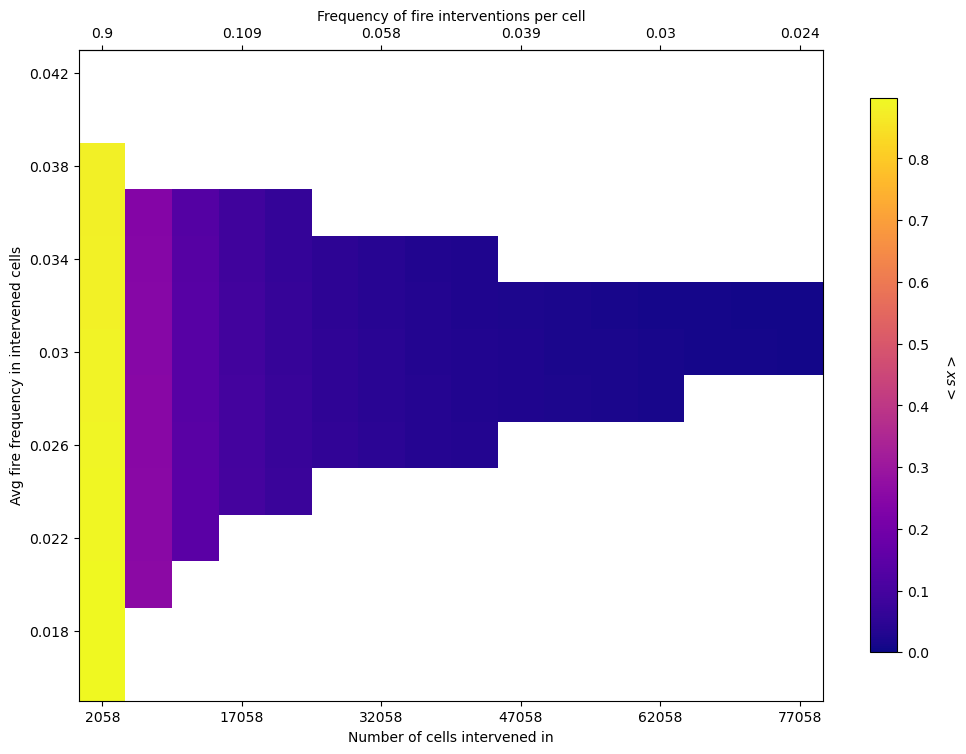 Frequency of fire interventions per cell
0.9 0.109 0.058 0.039 0.03 0.024
Avg fire frequency in intervened cells
0.042
0.038
0.034
0.03
0.026
0.022
0.018
2058 17058 32058 47058 62058 77058
Number of cells intervened in
0.8
0.7
0.6
0.5
0.4
0.3
0.2
0.1
0.0
< sx >